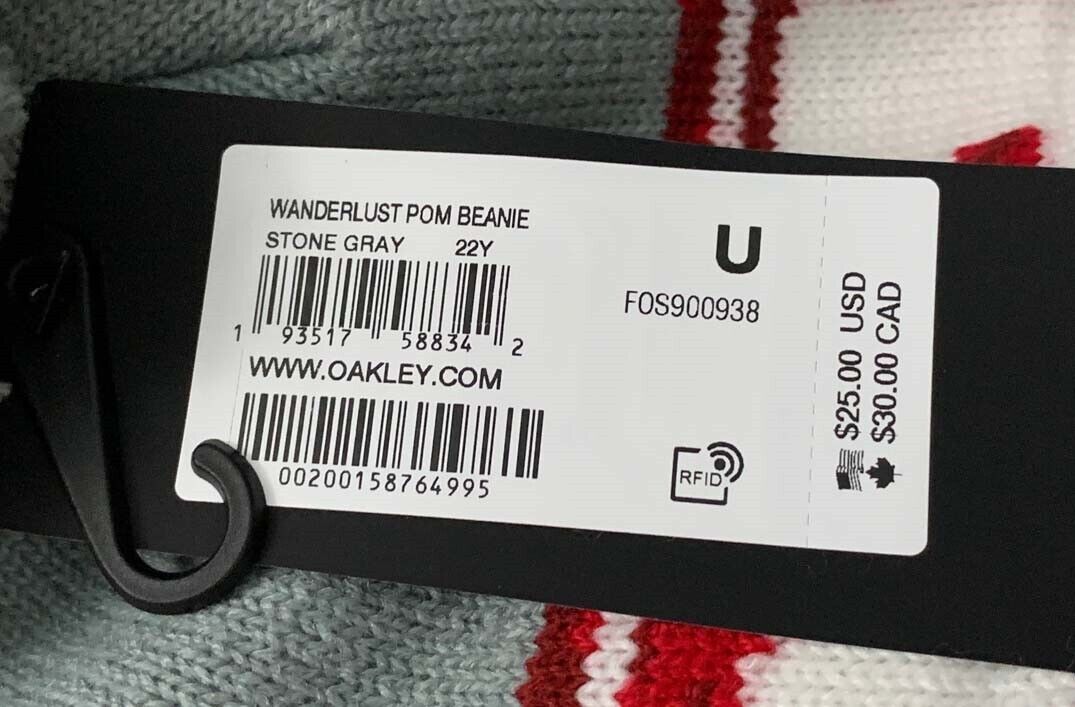 WANDERLUST POM BEANIE
STONE GRAY 22Y
1 93517 58834 2
WWW.OAKLEY.COM
00200158764995
U
FOS900938
RFID
$25.00 USD
$30.00 CAD